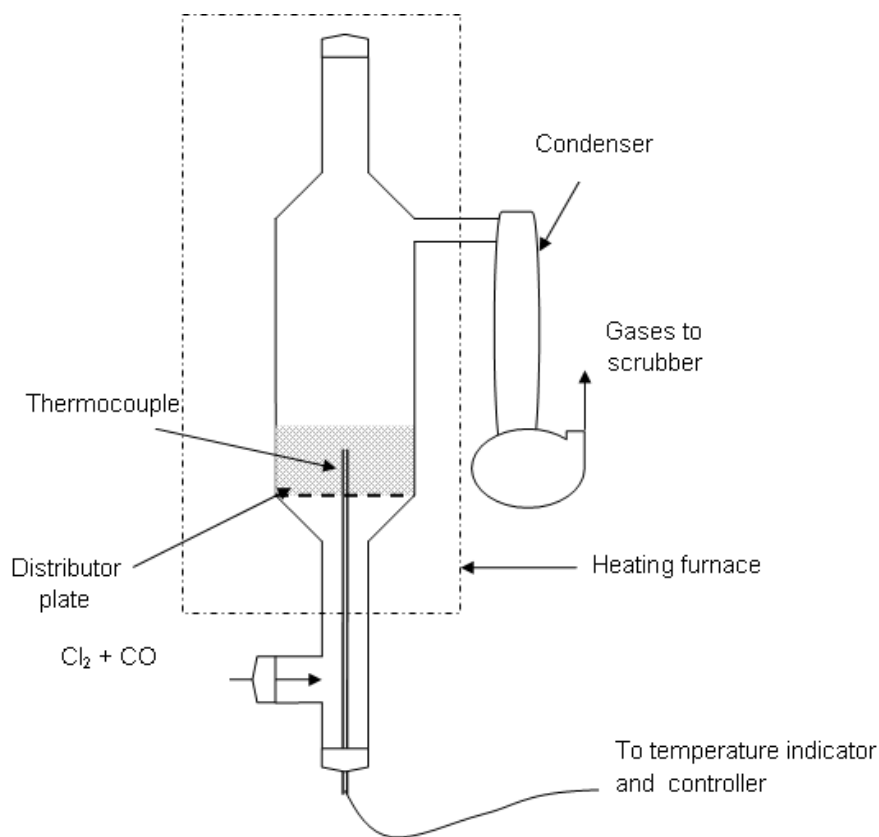 Condenser
Gases to
scrubber
Thermocouple
Distributor
plate
Heating furnace
Cl₂ + CO
To temperature indicator
and controller